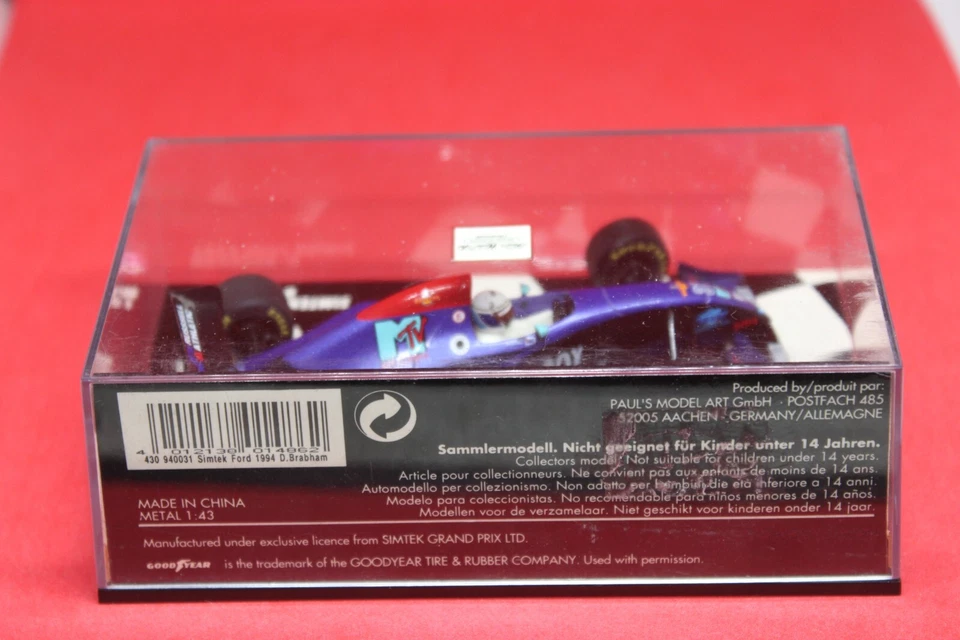 MTV
4 012138 014862
430 940031 Simtek Ford 1994 D.Brabham
Produced by/produit par:
PAUL'S MODEL ART GmbH · POSTFACH 485
52005 AACHEN · GERMANY/ALLEMAGNE
Sammlermodell. Nicht geeignet für Kinder unter 14 Jahren.
Collectors model. Not suitable for children under 14 years.
Article pour collectionneurs. Ne convient pas aux enfants de moins de 14 ans.
Automodello per collezionismo. Non adatto per bimbi di età inferiore a 14 anni.
Modelo para coleccionistas. No recomendable para niños menores de 14 años.
Modellen voor de verzamelaar. Niet geschikt voor kinderen onder 14 jaar.
MADE IN CHINA
METAL 1:43
Manufactured under exclusive licence from SIMTEK GRAND PRIX LTD.
GOODYEAR is the trademark of the GOODYEAR TIRE & RUBBER COMPANY. Used with permission.